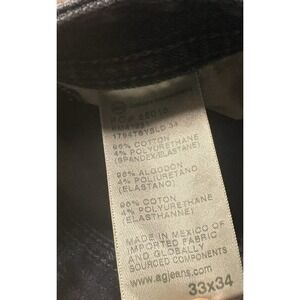 96% COTTON
4% POLYURETHANE
(SPANDEX/ELASTANE)
96% ALGODON
4% POLIURETANO
(ELASTANO)
96% COTON
4% POLYURETHANE
(ELASTHANNE)
MADE IN MEXICO OF
IMPORTED FABRIC
AND GLOBALLY
SOURCED COMPONENTS
www.agjeans.com
33x34